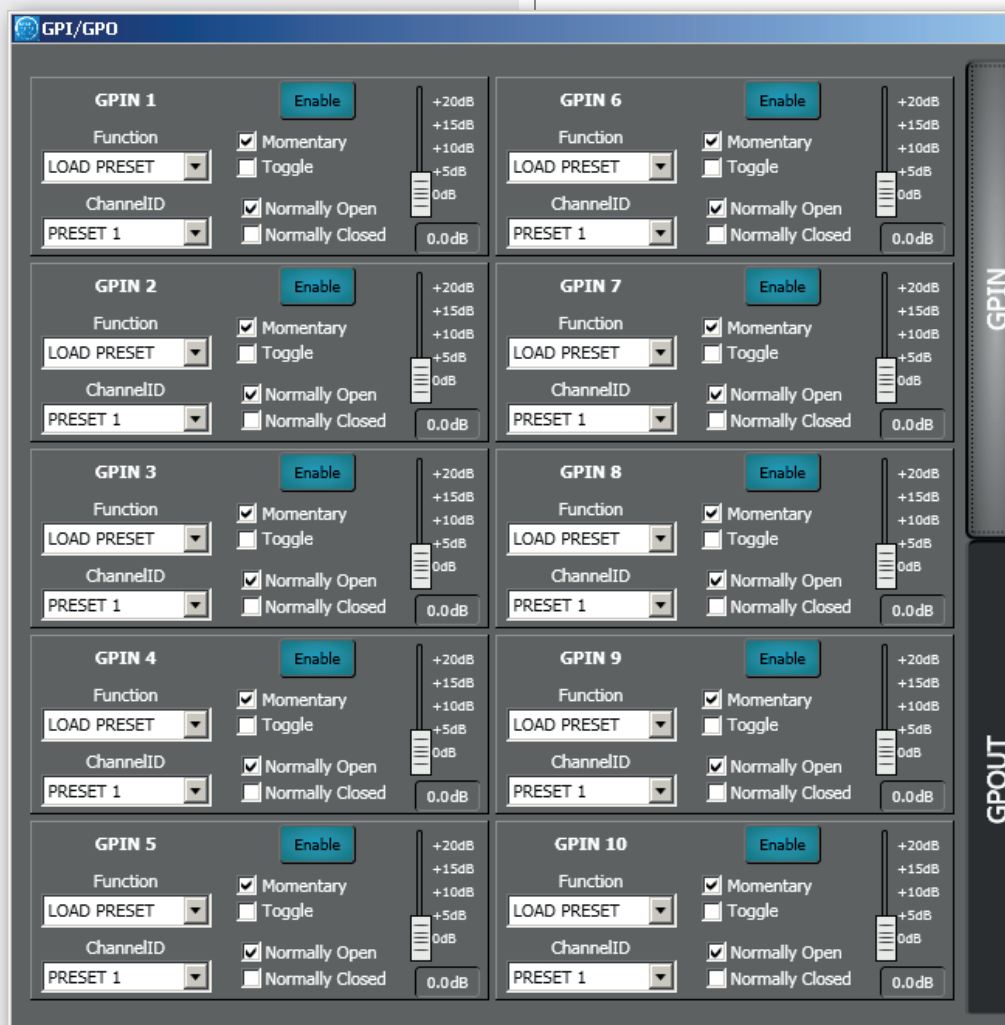 GPI/GPO
GPIN 1
Enable
Function
LOAD PRESET
ChannelID
PRESET 1
Momentary
Toggle
Normally Open
Normally Closed
+20dB
+15dB
+10dB
+5dB
0dB
0.0dB
GPIN 6
Enable
Function
LOAD PRESET
ChannelID
PRESET 1
Momentary
Toggle
Normally Open
Normally Closed
+20dB
+15dB
+10dB
+5dB
0dB
0.0dB
GPIN 2
Enable
Function
LOAD PRESET
ChannelID
PRESET 1
Momentary
Toggle
Normally Open
Normally Closed
+20dB
+15dB
+10dB
+5dB
0dB
0.0dB
GPIN 7
Enable
Function
LOAD PRESET
ChannelID
PRESET 1
Momentary
Toggle
Normally Open
Normally Closed
+20dB
+15dB
+10dB
+5dB
0dB
0.0dB
GPIN 3
Enable
Function
LOAD PRESET
ChannelID
PRESET 1
Momentary
Toggle
Normally Open
Normally Closed
+20dB
+15dB
+10dB
+5dB
0dB
0.0dB
GPIN 8
Enable
Function
LOAD PRESET
ChannelID
PRESET 1
Momentary
Toggle
Normally Open
Normally Closed
+20dB
+15dB
+10dB
+5dB
0dB
0.0dB
GPIN 4
Enable
Function
LOAD PRESET
ChannelID
PRESET 1
Momentary
Toggle
Normally Open
Normally Closed
+20dB
+15dB
+10dB
+5dB
0dB
0.0dB
GPIN 9
Enable
Function
LOAD PRESET
ChannelID
PRESET 1
Momentary
Toggle
Normally Open
Normally Closed
+20dB
+15dB
+10dB
+5dB
0dB
0.0dB
GPIN 5
Enable
Function
LOAD PRESET
ChannelID
PRESET 1
Momentary
Toggle
Normally Open
Normally Closed
+20dB
+15dB
+10dB
+5dB
0dB
0.0dB
GPIN 10
Enable
Function
LOAD PRESET
ChannelID
PRESET 1
Momentary
Toggle
Normally Open
Normally Closed
+20dB
+15dB
+10dB
+5dB
0dB
0.0dB
GPIN
GPOUT